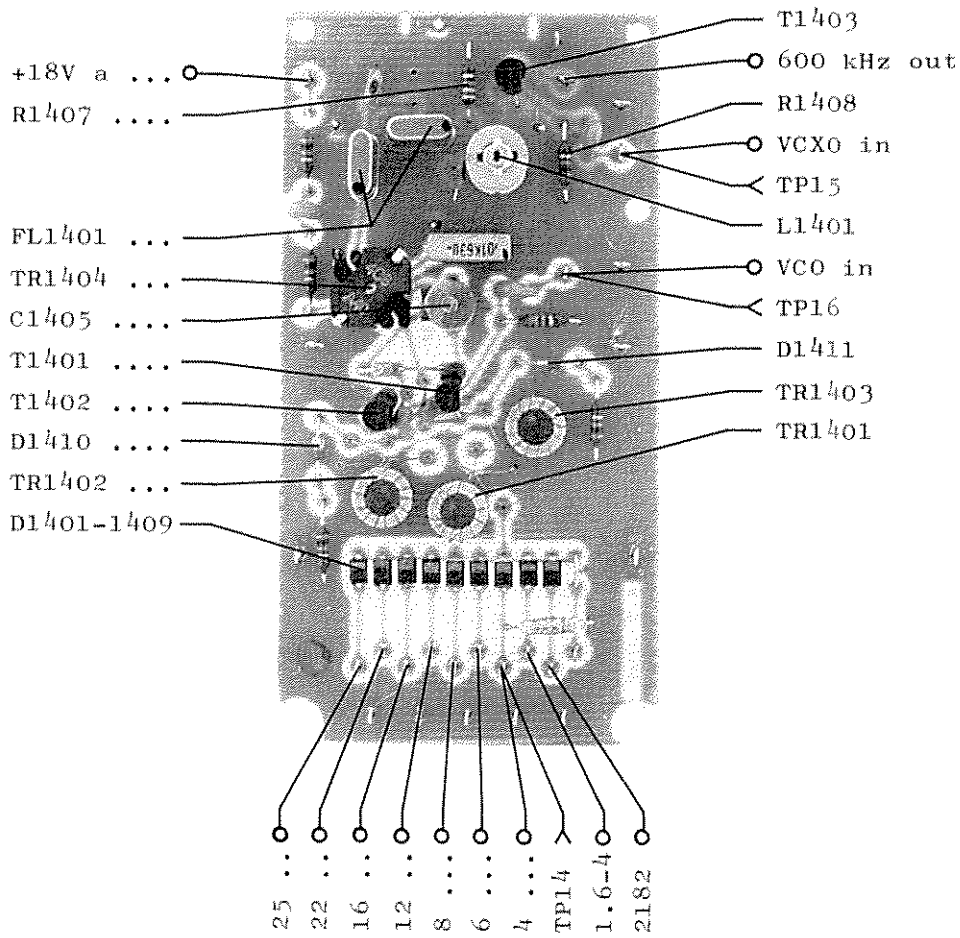 +18V a ...
R1407 ....
FL1401 ...
TR1404 ...
C1405 ....
T1401 ....
T1402 ....
D1410 ....
TR1402 ...
D1401-1409
T1403
600 kHz out
R1408
VCXO in
TP15
L1401
VCO in
TP16
D1411
TR1403
TR1401
25 ...
22 ...
16 ...
12 ...
8 ....
6 ....
4 ....
TP14
1.6-4
2182